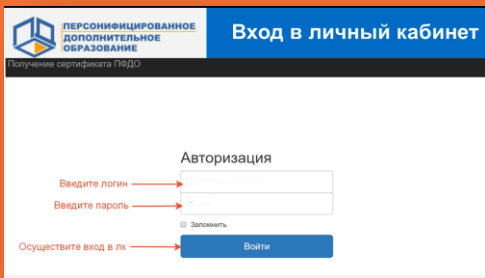 ПЕРСОНИФИЦИРОВАННОЕ
ДОПОЛНИТЕЛЬНОЕ
ОБРАЗОВАНИЕ
Вход в личный кабинет
Получение сертификата ПФДО
Авторизация
Введите логин
Введите пароль
Запомнить
Осуществите вход в лк
Войти